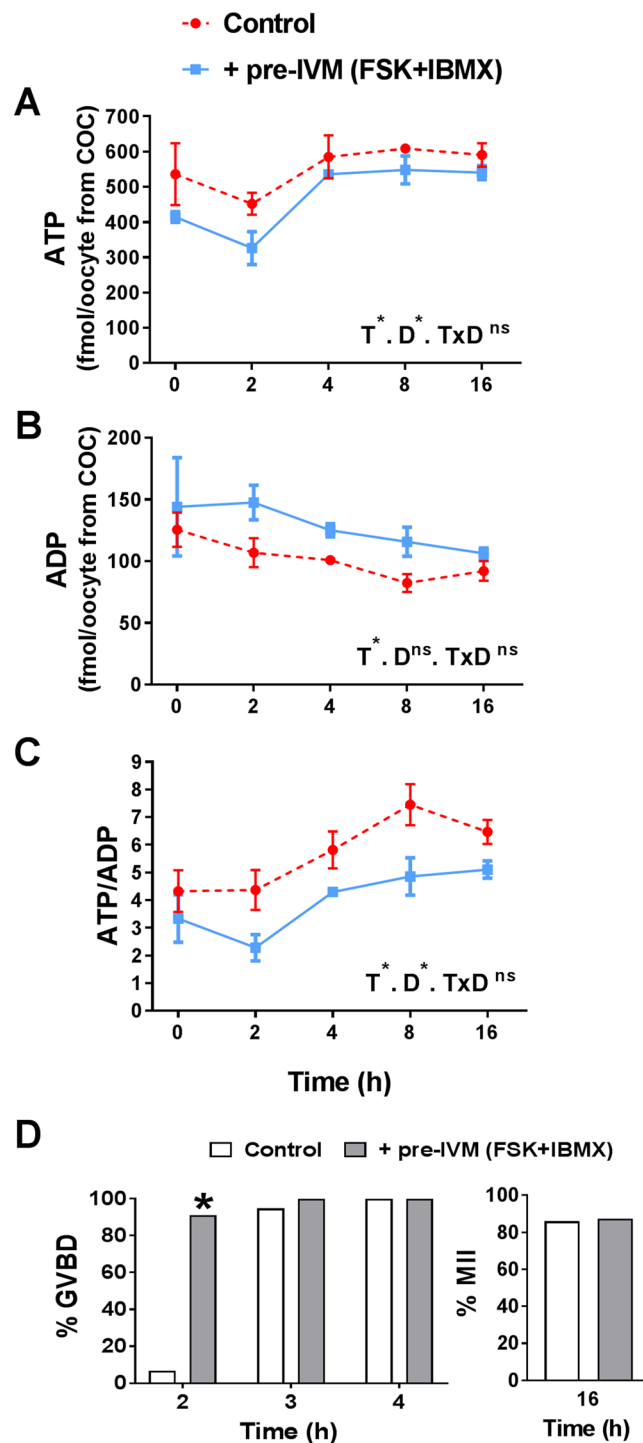 Control
+ pre-IVM (FSK+IBMX)
A
ATP
(fmol/oocyte from COC)
700
600
500
400
300
200
100
0
T*. D*. TxD ns
0 2 4 8 16
B
ADP
(fmol/oocyte from COC)
200
150
100
50
0
T*. Dns. TxD ns
0 2 4 8 16
C
ATP/ADP
9
8
7
6
5
4
3
2
1
0
T*. D*. TxD ns
0 2 4 8 16
Time (h)
D
Control + pre-IVM (FSK+IBMX)
% GVBD
100
80
60
40
20
0
*
2 3 4
Time (h)
% MII
100
80
60
40
20
0
16
Time (h)